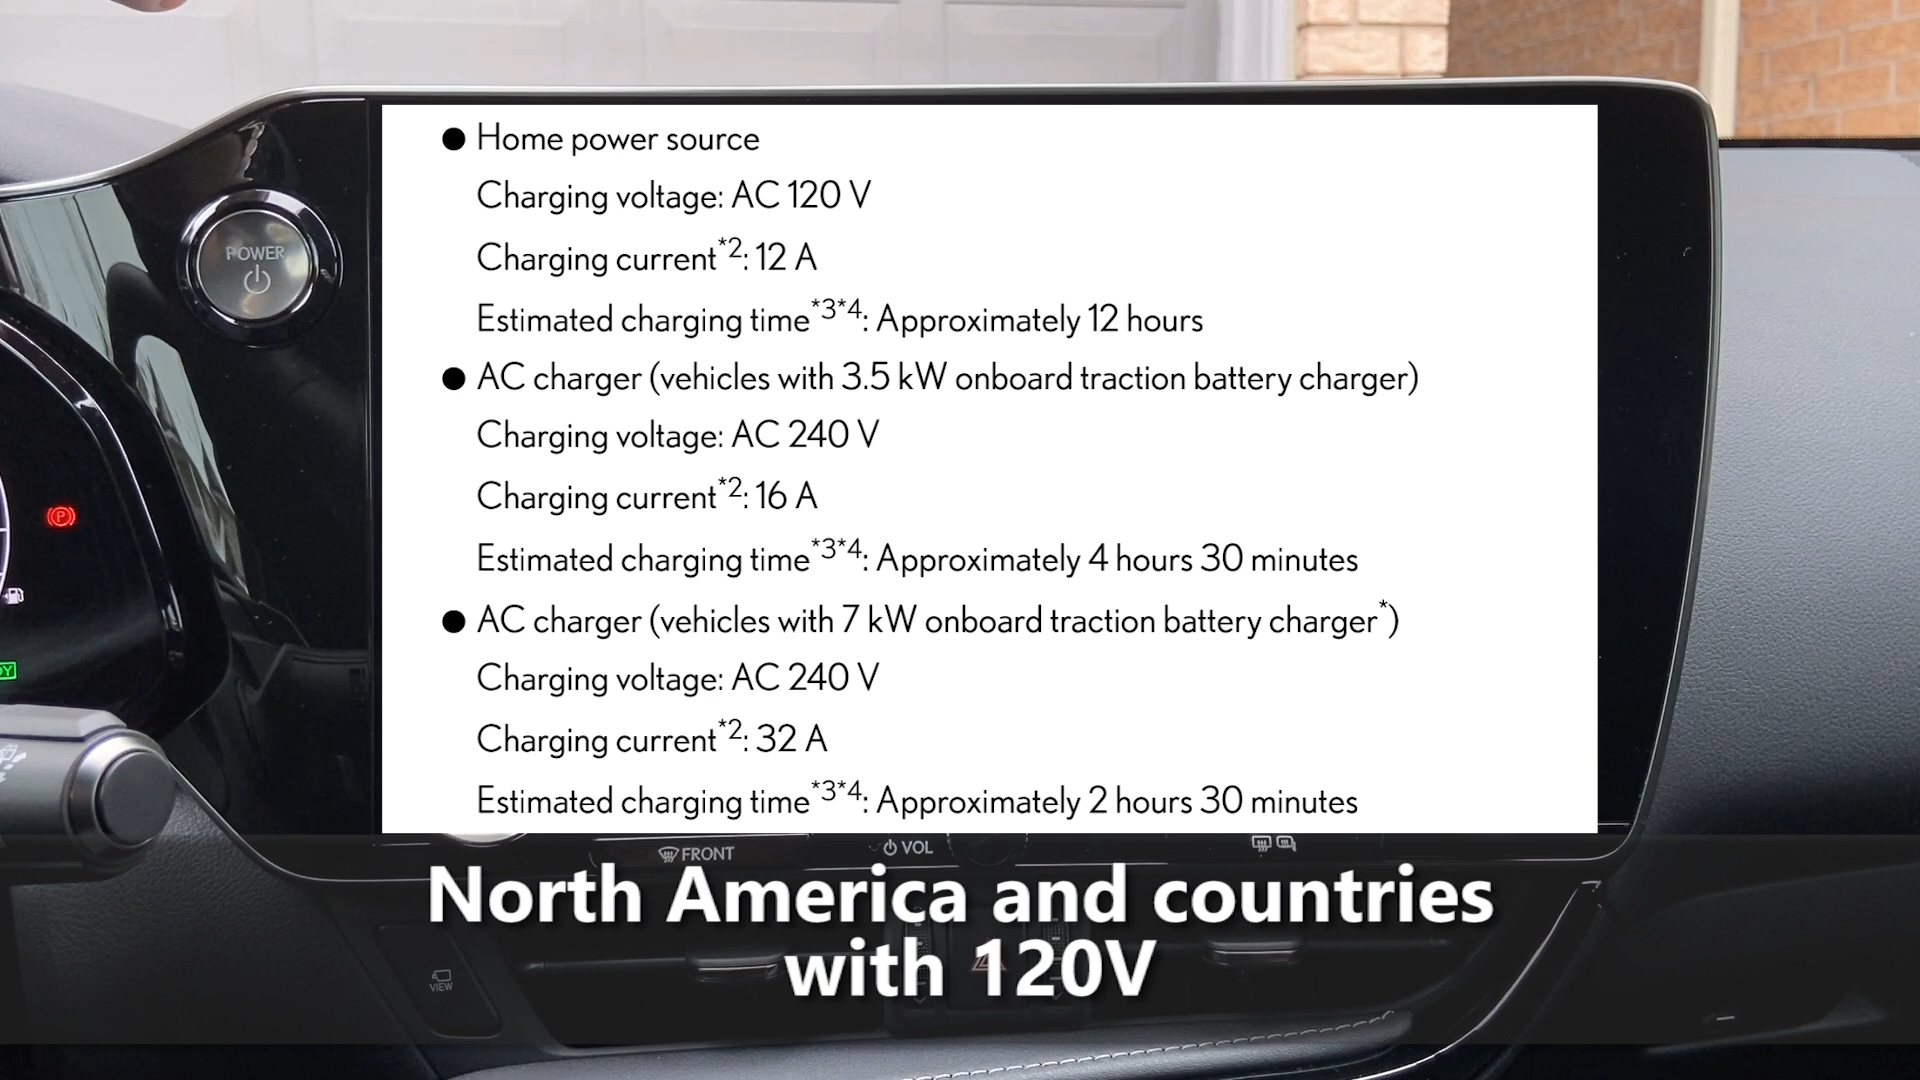 ● Home power source
Charging voltage: AC 120 V
Charging current*2: 12 A
Estimated charging time*3*4: Approximately 12 hours
● AC charger (vehicles with 3.5 kW onboard traction battery charger)
Charging voltage: AC 240 V
Charging current*2: 16 A
Estimated charging time*3*4: Approximately 4 hours 30 minutes
● AC charger (vehicles with 7 kW onboard traction battery charger*)
Charging voltage: AC 240 V
Charging current*2: 32 A
Estimated charging time*3*4: Approximately 2 hours 30 minutes
POWER
P
FRONT
VOL
North America and countries
with 120V
VIEW